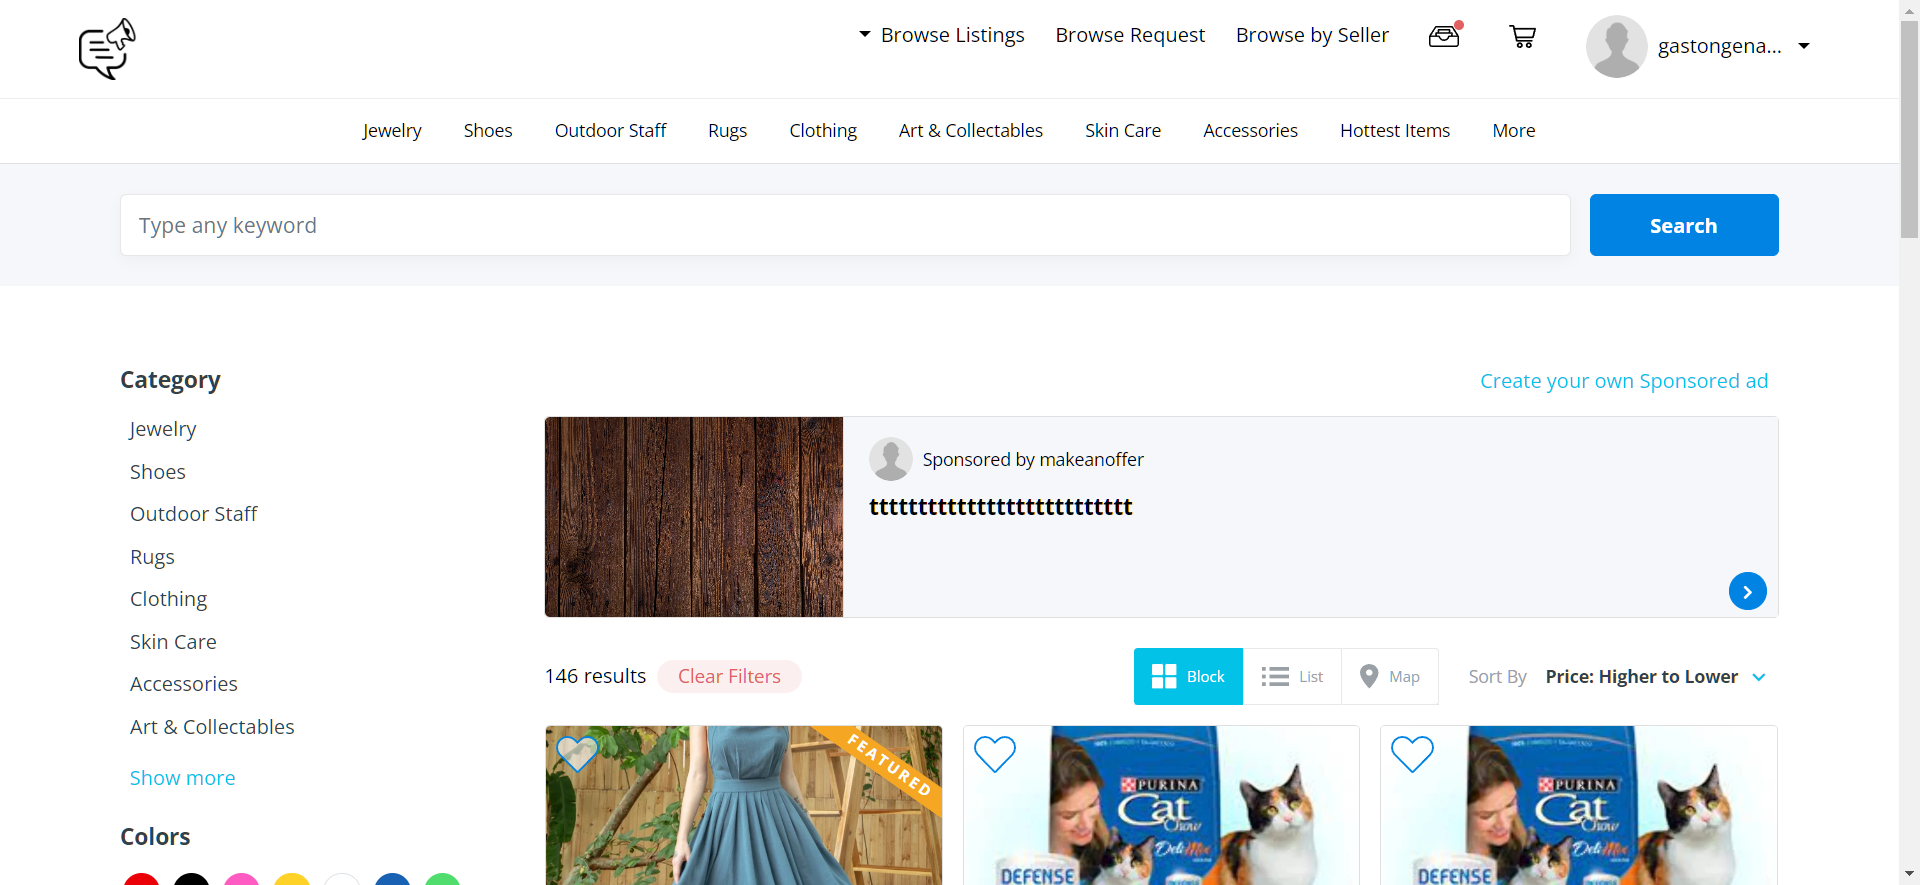 Browse Listings
Browse Request
Browse by Seller
gastongena...
Jewelry
Shoes
Outdoor Staff
Rugs
Clothing
Art & Collectables
Skin Care
Accessories
Hottest Items
More
Type any keyword
Search
Category
Jewelry
Shoes
Outdoor Staff
Rugs
Clothing
Skin Care
Accessories
Art & Collectables
Show more
Colors
Create your own Sponsored ad
Sponsored by makeanoffer
ttttttttttttttttttttttttttt
146 results
Clear Filters
Block
List
Map
Sort By
Price: Higher to Lower
FEATURED
PURINA
Cat
Chow
DeliMix
DEFENSE
PURINA
Cat
Chow
DeliMix
DEFENSE